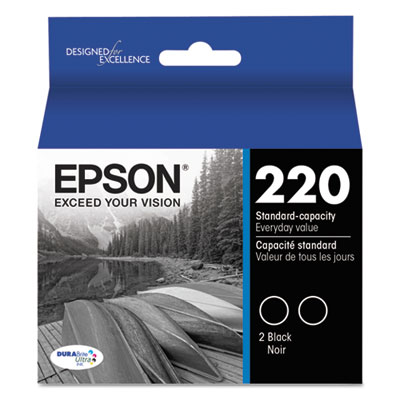 DESIGNED for
EXCELLENCE
EPSON®
EXCEED YOUR VISION
220
Standard-capacity
Everyday value
Capacité standard
Valeur de tous les jours
2 Black
Noir
DURABrite
Ultra
INK